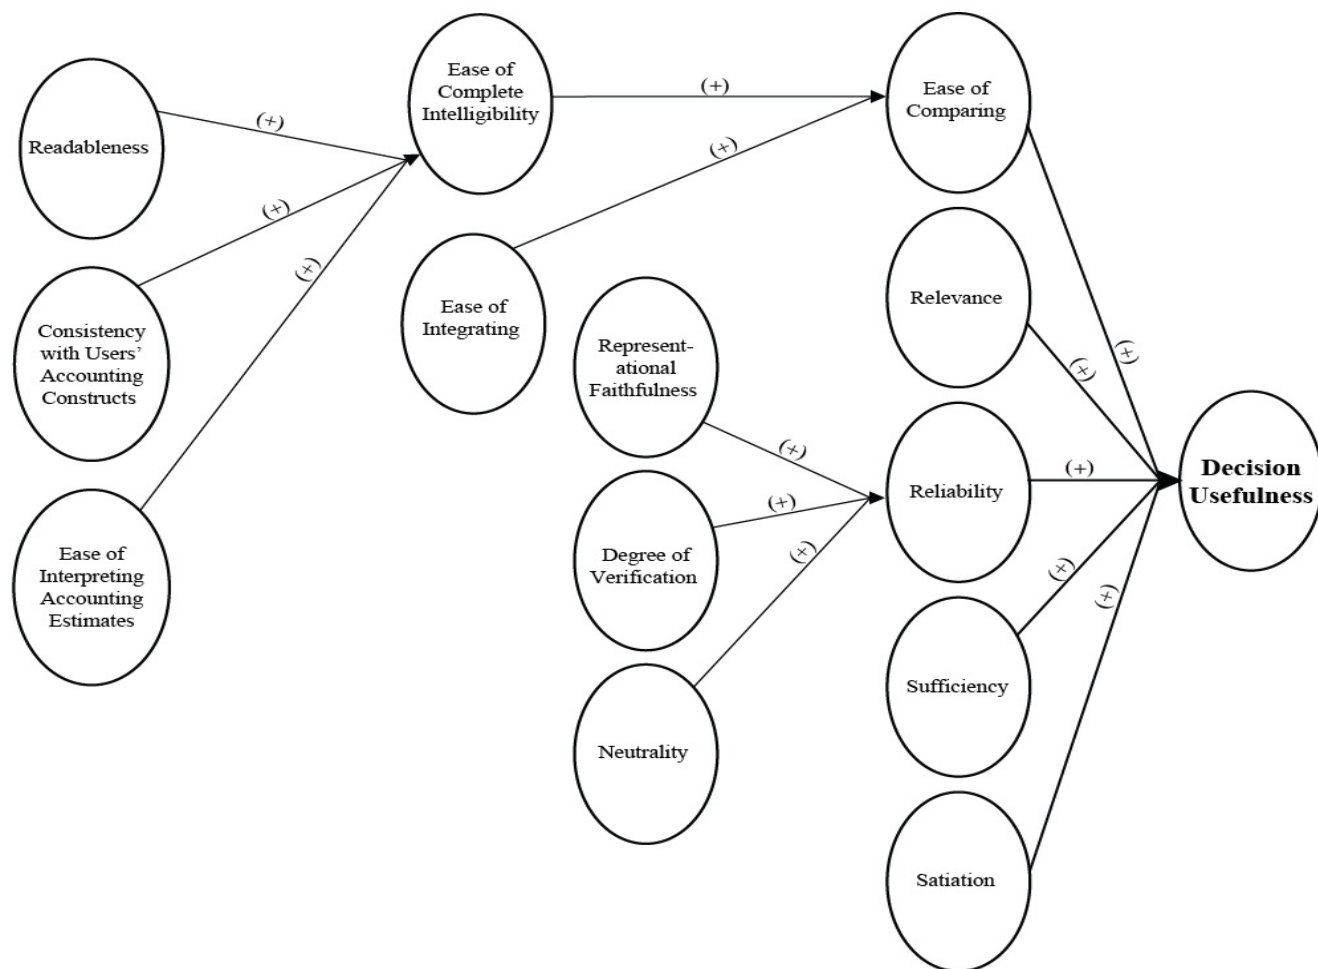 Readableness
(+)
Consistency
with Users’
Accounting
Constructs
(+)
Ease of
Interpreting
Accounting
Estimates
(+)
Ease of
Complete
Intelligibility
(+)
Ease of
Integrating
(+)
Represent-
ational
Faithfulness
(+)
Degree of
Verification
(+)
Neutrality
(+)
Ease of
Comparing
(+)
Relevance
(+)
Reliability
(+)
Sufficiency
(+)
Satiation
(+)
Decision
Usefulness